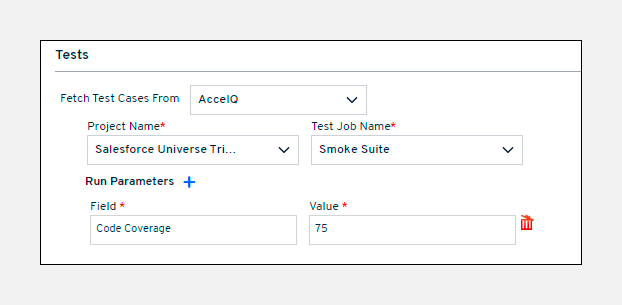 Tests
Fetch Test Cases From AccelQ
Project Name* Test Job Name*
Salesforce Universe Tri... Smoke Suite
Run Parameters +
Field * Value *
Code Coverage 75